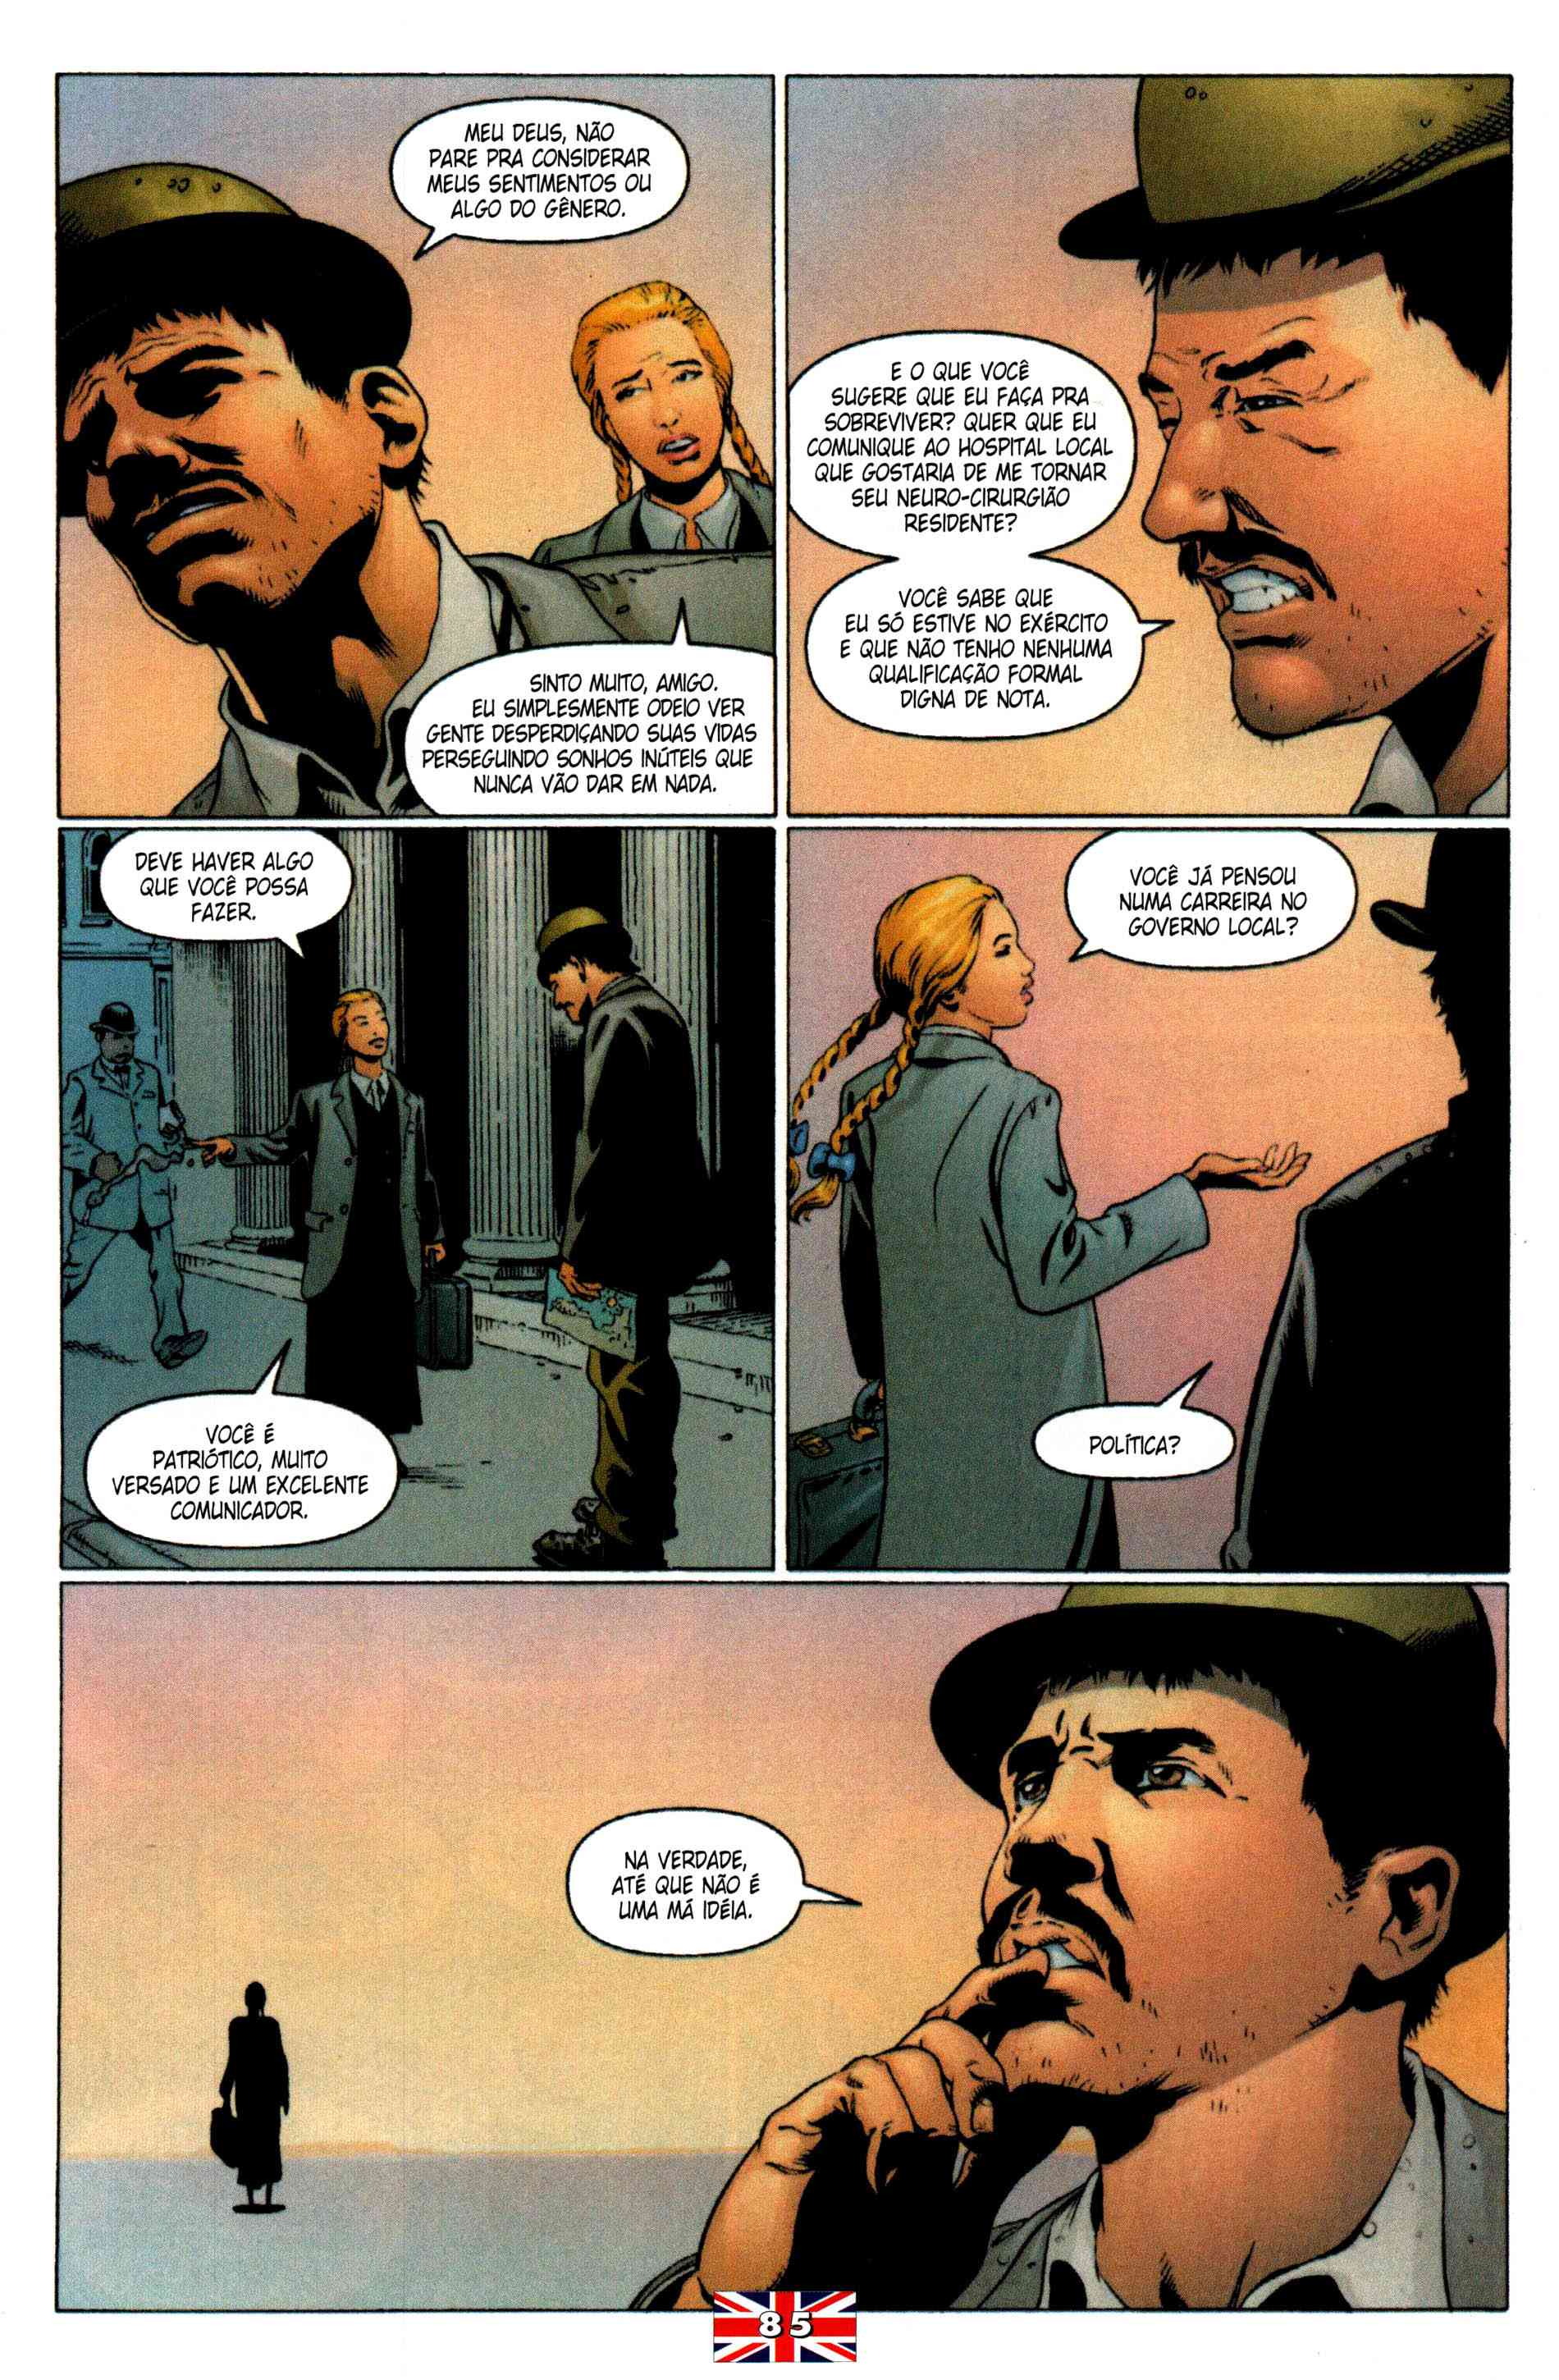 MEU DEUS, NÃO
PARE PRA CONSIDERAR
MEUS SENTIMENTOS OU
ALGO DO GÊNERO.
SINTO MUITO, AMIGO.
EU SIMPLESMENTE ODEIO VER
GENTE DESPERDIÇANDO SUAS VIDAS
PERSEGUINDO SONHOS INÚTEIS QUE
NUNCA VÃO DAR EM NADA.
E O QUE VOCÊ
SUGERE QUE EU FAÇA PRA
SOBREVIVER? QUER QUE EU
COMUNIQUE AO HOSPITAL LOCAL
QUE GOSTARIA DE ME TORNAR
SEU NEURO-CIRURGIÃO
RESIDENTE?
VOCÊ SABE QUE
EU SÓ ESTIVE NO EXÉRCITO
E QUE NÃO TENHO NENHUMA
QUALIFICAÇÃO FORMAL
DIGNA DE NOTA.
DEVE HAVER ALGO
QUE VOCÊ POSSA
FAZER.
VOCÊ É
PATRIÓTICO, MUITO
VERSADO E UM EXCELENTE
COMUNICADOR.
VOCÊ JÁ PENSOU
NUMA CARREIRA NO
GOVERNO LOCAL?
POLÍTICA?
NA VERDADE,
ATÉ QUE NÃO É
UMA MÁ IDÉIA.
85